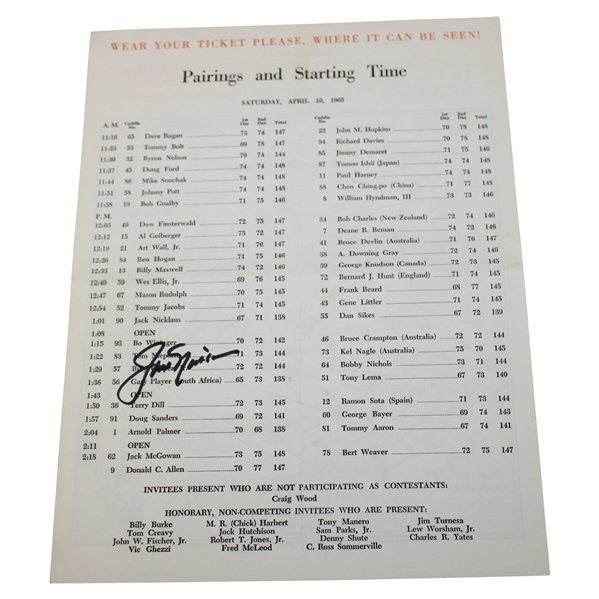 WEAR YOUR TICKET PLEASE, WHERE IT CAN BE SEEN!
Pairings and Starting Time
SATURDAY, APRIL 10, 1965
A. M. Caddie No. 1st Day 2nd Day Total Caddie No. 1st Day 2nd Day Total
11:16 65 Dave Ragan 73 74 147 22 John M. Hopkins 70 78 148
11:23 33 Tommy Bolt 69 78 147 94 Richard Davies 70 78 148
11:30 32 Byron Nelson 70 74 144 85 Jimmy Demaret 71 75 146
11:37 45 Doug Ford 74 74 148 87 Tomoo Ishii (Japan) 74 74 148
11:44 86 Mike Souchak 74 74 148 11 Paul Harney 74 74 148
11:51 58 Johnny Pott 74 74 148 88 Chen Ching-po (China) 71 77 148
11:58 19 Bob Goalby 71 75 146 8 William Hyndman, III 73 73 146
P. M.
12:05 49 Dow Finsterwald 72 75 147 34 Bob Charles (New Zealand) 72 74 146
12:12 15 Al Geiberger 75 72 147 7 Deane R. Beman 74 72 146
12:19 21 Art Wall, Jr. 71 76 147 41 Bruce Devlin (Australia) 71 76 147
12:26 54 Ben Hogan 71 75 146 38 A. Downing Gray 72 74 146
12:33 13 Billy Maxwell 74 72 146 39 George Knudson (Canada) 72 73 145
12:40 59 Wes Ellis, Jr. 69 76 145 72 Bernard J. Hunt (England) 71 74 145
12:47 67 Mason Rudolph 70 75 145 44 Frank Beard 68 77 145
12:54 52 Tommy Jacobs 71 74 145 43 Gene Littler 71 74 145
1:01 90 Jack Nicklaus 67 71 138 55 Dan Sikes 67 72 139
1:08 OPEN
1:15 93 Bo 70 72 142 46 Bruce Crampton (Australia) 72 72 144
1:22 83 71 73 144 73 Kel Nagle (Australia) 75 70 145
1:29 57 72 72 144 64 Bobby Nichols 73 71 144
1:36 56 Gary Player (South Africa) 65 73 138 51 Tony Lema 67 73 140
1:43 OPEN
1:50 36 Terry Dill 72 73 145 12 Ramon Sota (Spain) 71 73 144
1:57 91 Doug Sanders 69 72 141 60 George Bayer 69 74 143
2:04 1 Arnold Palmer 70 68 138 81 Tommy Aaron 67 74 141
2:11 OPEN
2:18 62 Jack McGowan 73 75 148 78 Bert Weaver 72 75 147
9 Donald C. Allen 70 77 147
INVITEES PRESENT WHO ARE NOT PARTICIPATING AS CONTESTANTS:
Craig Wood
HONORARY, NON-COMPETING INVITEES WHO ARE PRESENT:
Billy Burke M. R. (Chick) Harbert Tony Manero Jim Turnesa
Tom Creavy Jock Hutchison Sam Parks, Jr. Lew Worsham, Jr.
John W. Fischer, Jr. Robert T. Jones, Jr. Denny Shute Charles R. Yates
Vic Ghezzi Fred McLeod C. Ross Sommerville